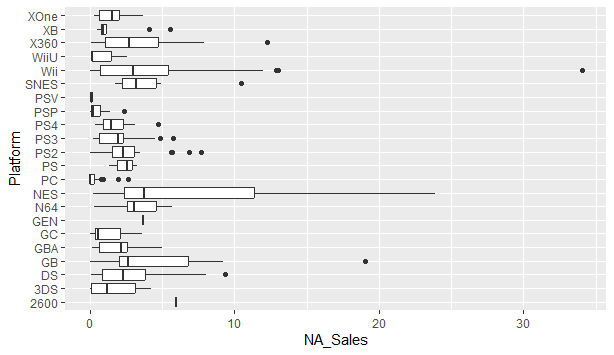 XOne
XB
X360
WiiU
Wii
SNES
PSV
PSP
PS4
PS3
PS2
PS
PC
NES
N64
GEN
GC
GBA
GB
DS
3DS
2600
Platform
0 10 20 30
NA_Sales